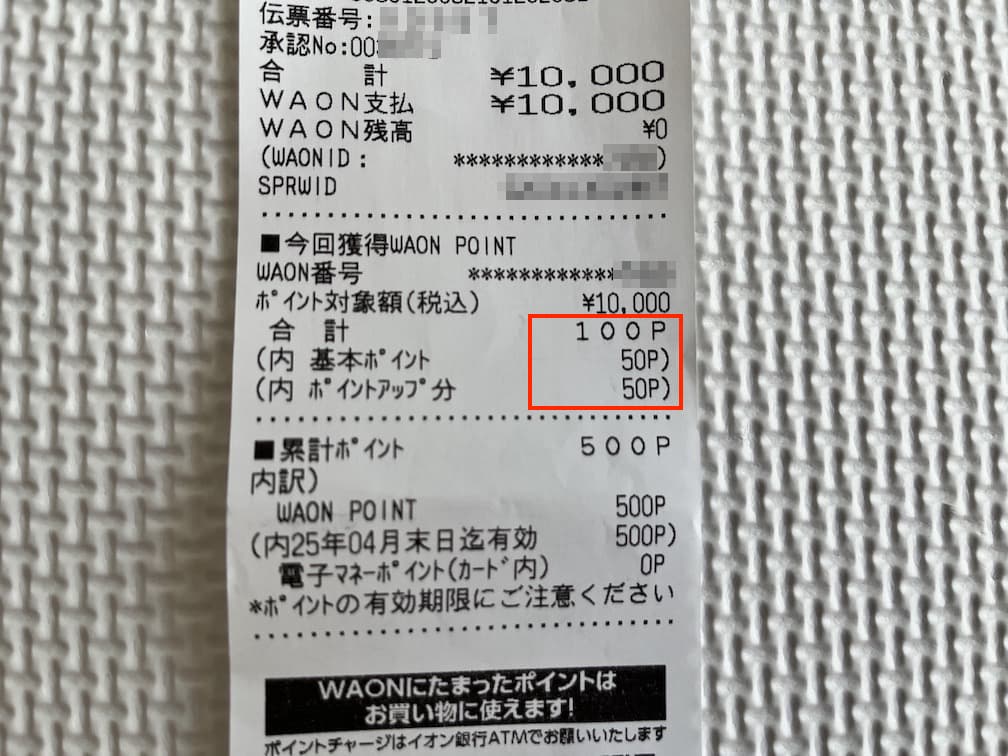 伝票番号:
承認No:00
合 計 ¥10,000
WAON支払 ¥10,000
WAON残高 ¥0
(WAONID: ************ )
SPRWID
■今回獲得WAON POINT
WAON番号 ************
ポイント対象額(税込) ¥10,000
合 計 100P
(内 基本ポイント 50P)
(内 ポイントアップ分 50P)
■累計ポイント 500P
内訳)
WAON POINT 500P
(内25年04月末日迄有効 500P)
電子マネーポイント(カード内) 0P
*ポイントの有効期限にご注意ください
WAONにたまったポイントは
お買い物に使えます!
ポイントチャージはイオン銀行ATMでお願いいたします